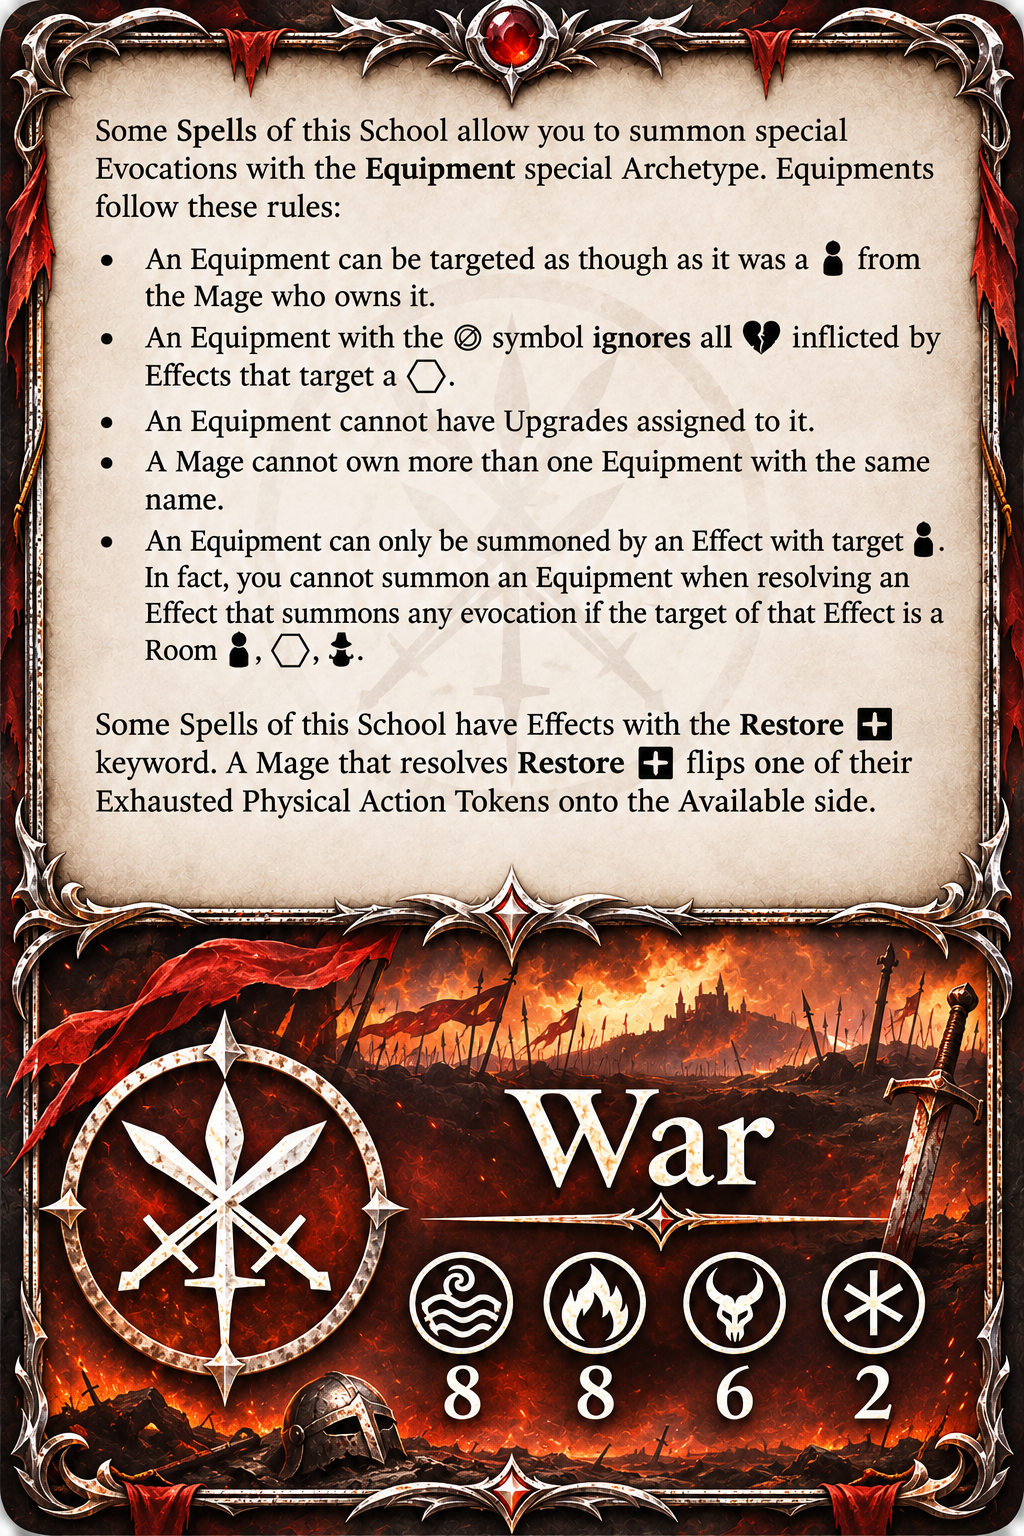 Some Spells of this School allow you to summon special
Evocations with the Equipment special Archetype. Equipments
follow these rules:
• An Equipment can be targeted as though as it was a from
the Mage who owns it.
• An Equipment with the symbol ignores all inflicted by
Effects that target a .
• An Equipment cannot have Upgrades assigned to it.
• A Mage cannot own more than one Equipment with the same
name.
• An Equipment can only be summoned by an Effect with target .
In fact, you cannot summon an Equipment when resolving an
Effect that summons any evocation if the target of that Effect is a
Room , , .
Some Spells of this School have Effects with the Restore
keyword. A Mage that resolves Restore flips one of their
Exhausted Physical Action Tokens onto the Available side.
War
8 8 6 2